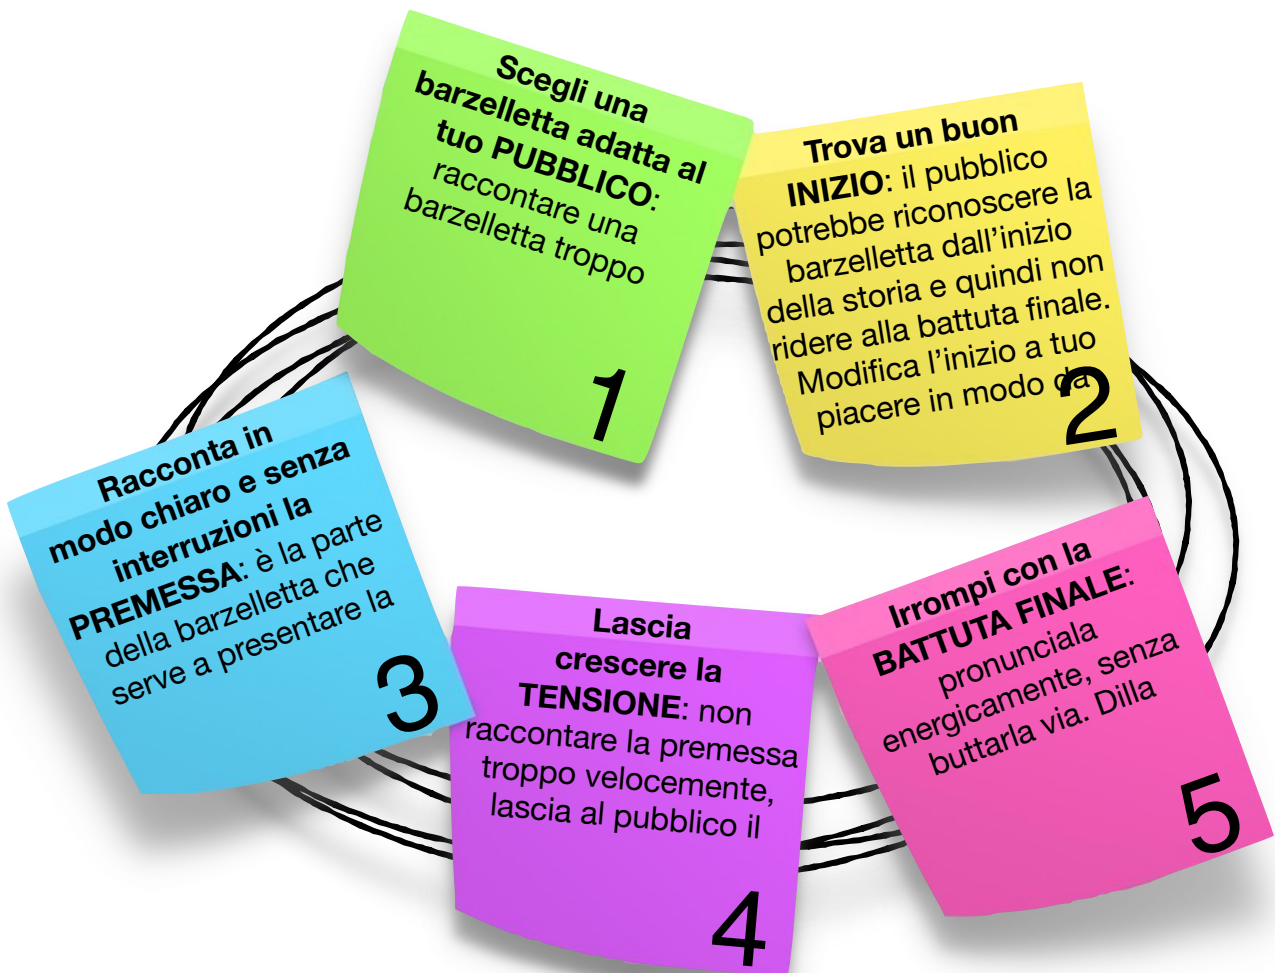 Scegli una
barzelletta adatta al
tuo PUBBLICO:
raccontare una
barzelletta troppo
1
Trova un buon
INIZIO: il pubblico
potrebbe riconoscere la
barzelletta dall'inizio
della storia e quindi non
ridere alla battuta finale.
Modifica l'inizio a tuo
piacere in modo da
2
Racconta in
modo chiaro e senza
interruzioni la
PREMESSA: è la parte
della barzelletta che
serve a presentare la
3
Lascia
crescere la
TENSIONE: non
raccontare la premessa
troppo velocemente,
lascia al pubblico il
4
Irrompi con la
BATTUTA FINALE:
pronunciala
energicamente, senza
buttarla via. Dilla
5